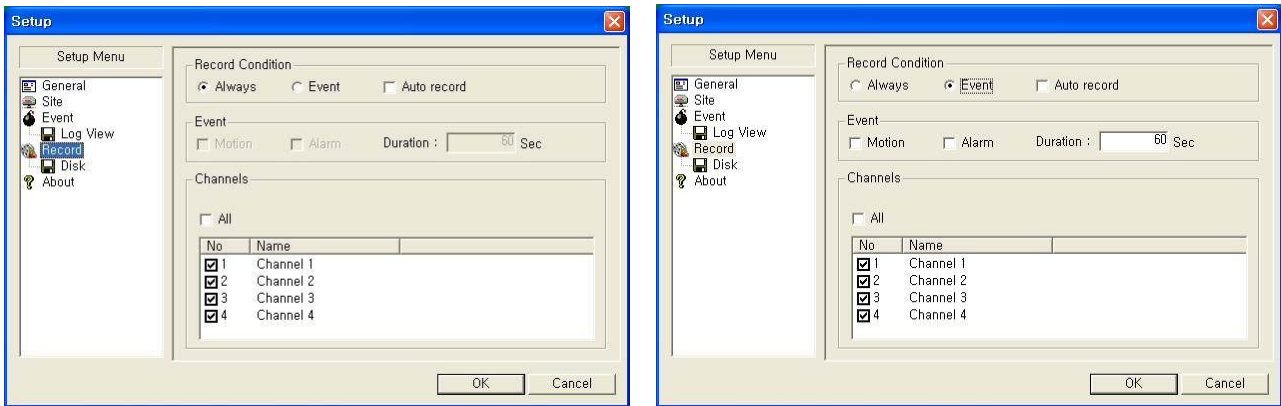 Setup
Setup Menu
General
Site
Event
Log View
Record
Disk
About
Record Condition
Always Event Auto record
Event
Motion Alarm Duration : 60 Sec
Channels
All
No Name
1 Channel 1
2 Channel 2
3 Channel 3
4 Channel 4
OK Cancel
Setup
Setup Menu
General
Site
Event
Log View
Record
Disk
About
Record Condition
Always Event Auto record
Event
Motion Alarm Duration : 60 Sec
Channels
All
No Name
1 Channel 1
2 Channel 2
3 Channel 3
4 Channel 4
OK Cancel